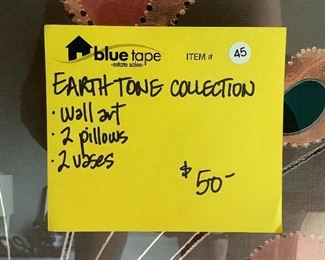 blue tape ITEM # 45
-estate sales-
EARTH TONE COLLECTION
· wall art
· 2 pillows
· 2 vases
$50-